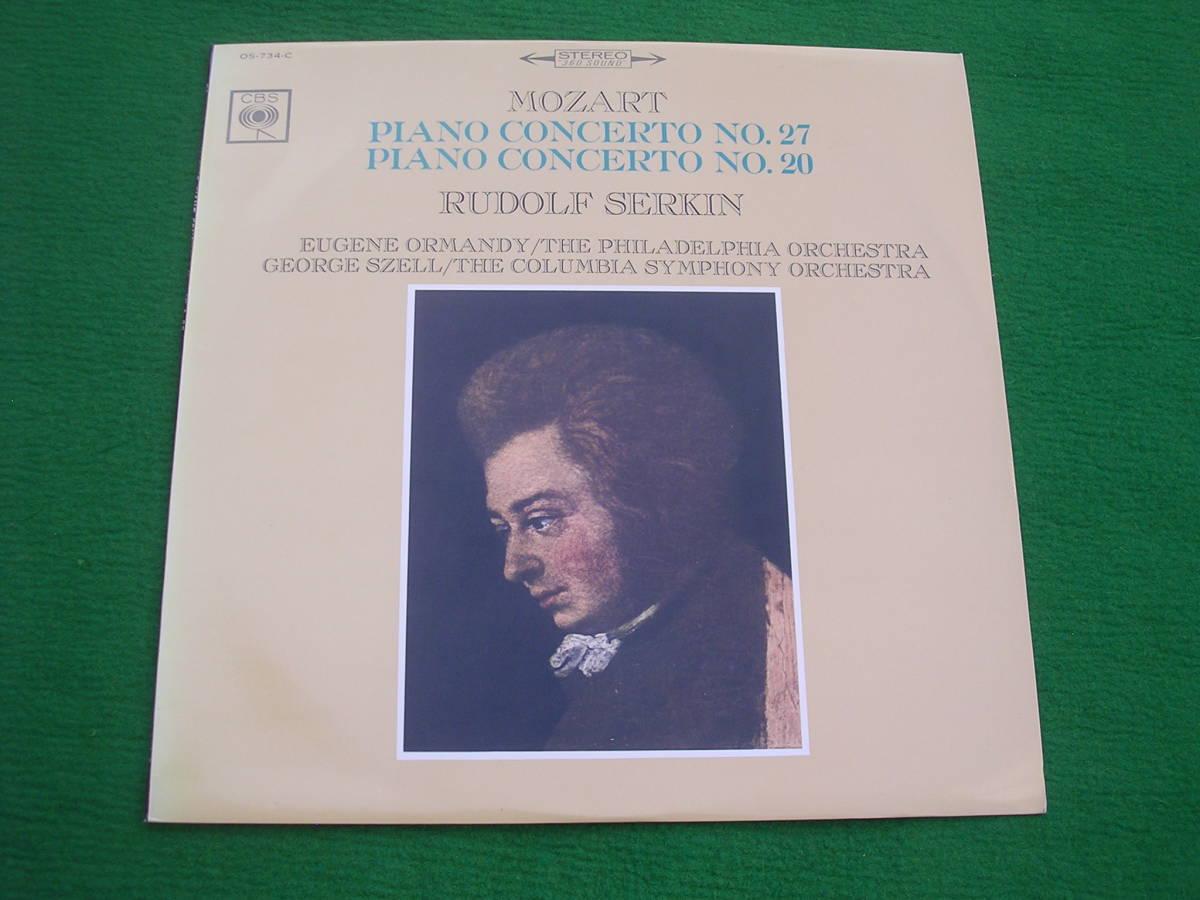 OS-734-C
STEREO
"360 SOUND"
CBS
MOZART
PIANO CONCERTO NO. 27
PIANO CONCERTO NO. 20
RUDOLF SERKIN
EUGENE ORMANDY/THE PHILADELPHIA ORCHESTRA
GEORGE SZELL/THE COLUMBIA SYMPHONY ORCHESTRA